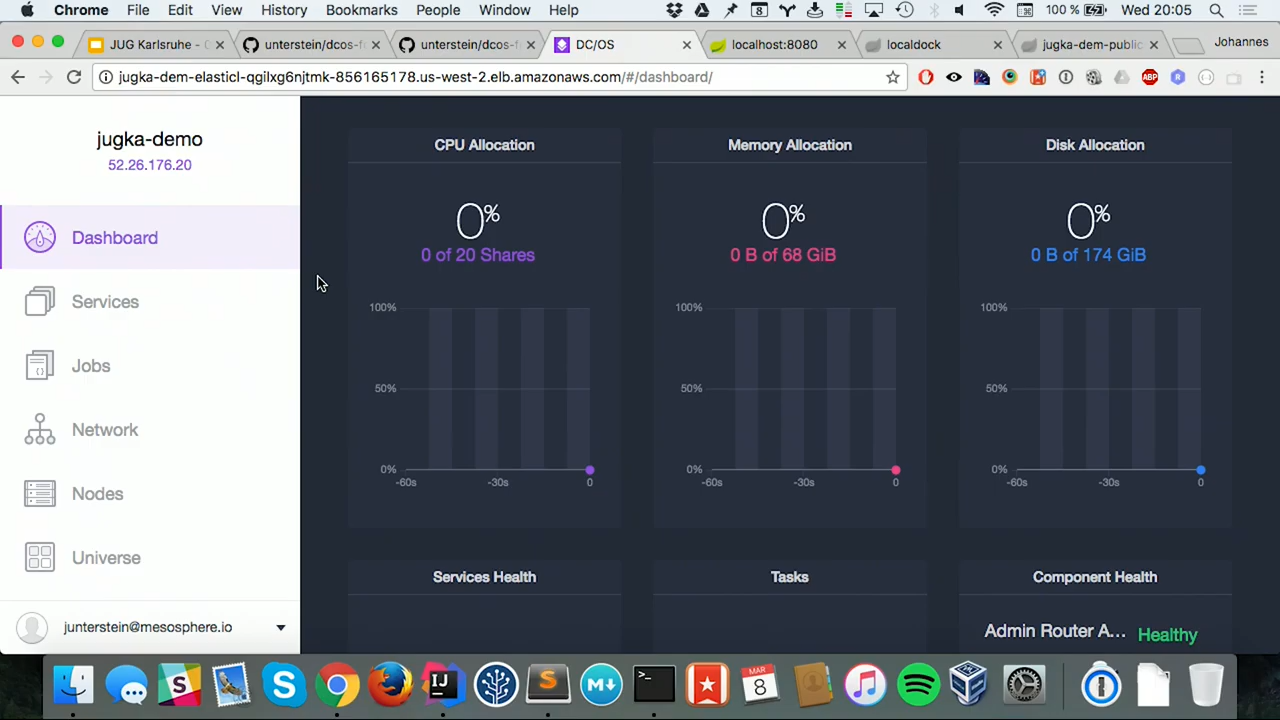 Chrome File Edit View History Bookmarks People Window Help 8 100 % Wed 20:05
JUG Karlsruhe - unterstein/dcos-f unterstein/dcos-f DC/OS localhost:8080 localdock jugka-dem-public Johannes
jugka-dem-elasticl-qgilxg6njtmk-856165178.us-west-2.elb.amazonaws.com/#/dashboard/ ABP
jugka-demo
52.26.176.20
Dashboard
Services
Jobs
Network
Nodes
Universe
junterstein@mesosphere.io
CPU Allocation
0%
0 of 20 Shares
100%
50%
0%
-60s -30s 0
Memory Allocation
0%
0 B of 68 GiB
100%
50%
0%
-60s -30s 0
Disk Allocation
0%
0 B of 174 GiB
100%
50%
0%
-60s -30s 0
Services Health
Tasks
Component Health
Admin Router A... Healthy
MAR
8